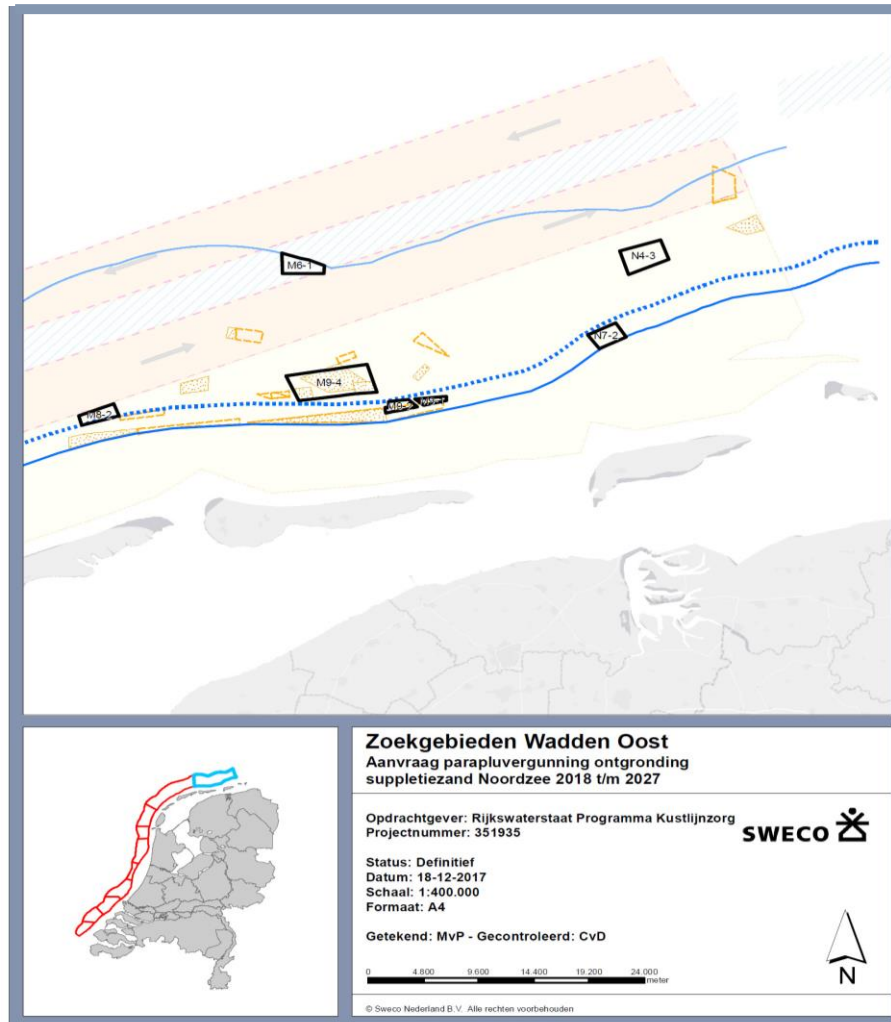 M6-1
N4-3
N7-2
M9-4
M8-2
Zoekgebieden Wadden Oost
Aanvraag parapluvergunning ontgronding
suppletiezand Noordzee 2018 t/m 2027
Opdrachtgever: Rijkswaterstaat Programma Kustlijnzorg
Projectnummer: 351935
SWECO
Status: Definitief
Datum: 18-12-2017
Schaal: 1:400.000
Formaat: A4
Getekend: MvP - Gecontroleerd: CvD
0 4.800 9.600 14.400 19.200 24.000
meter
N
© Sweco Nederland B.V. Alle rechten voorbehouden